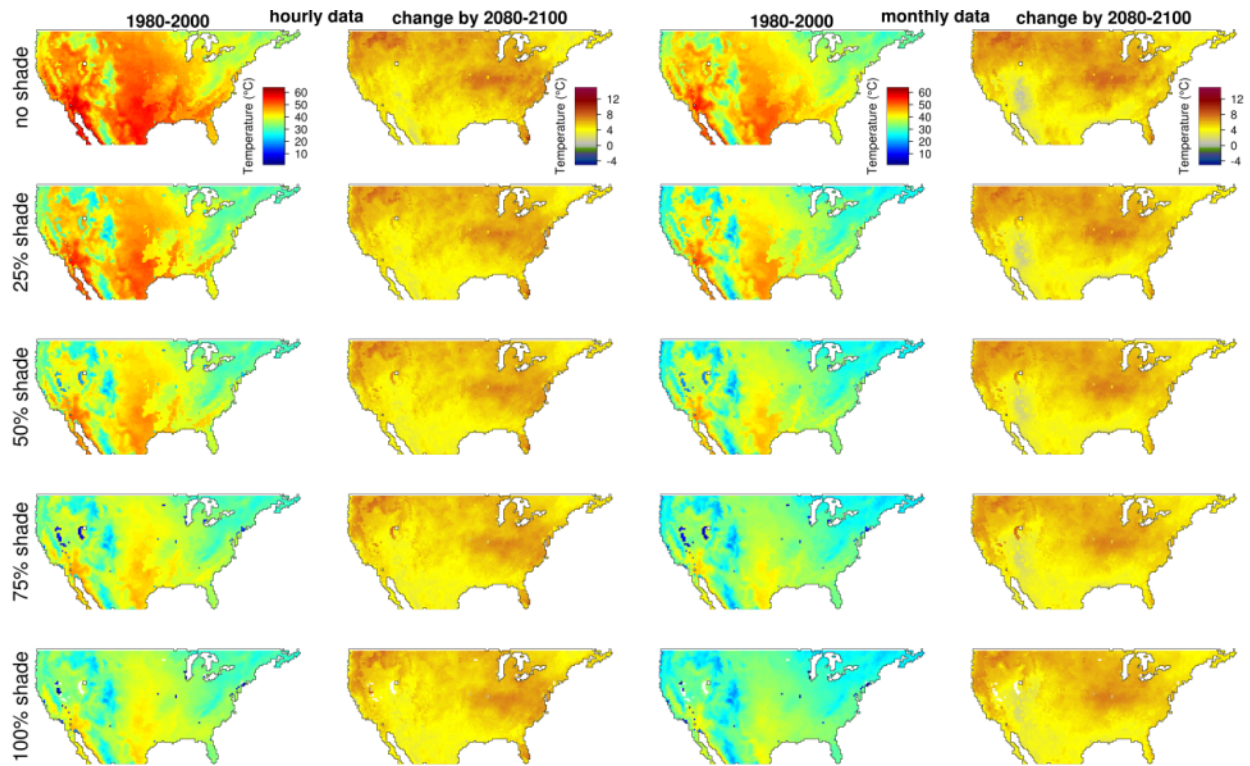 hourly data
monthly data
1980-2000
change by 2080-2100
1980-2000
change by 2080-2100
no shade
Temperature (°C)
60
50
40
30
20
10
Temperature (°C)
12
8
4
0
-4
Temperature (°C)
60
50
40
30
20
10
Temperature (°C)
12
8
4
0
-4
25% shade
50% shade
75% shade
100% shade